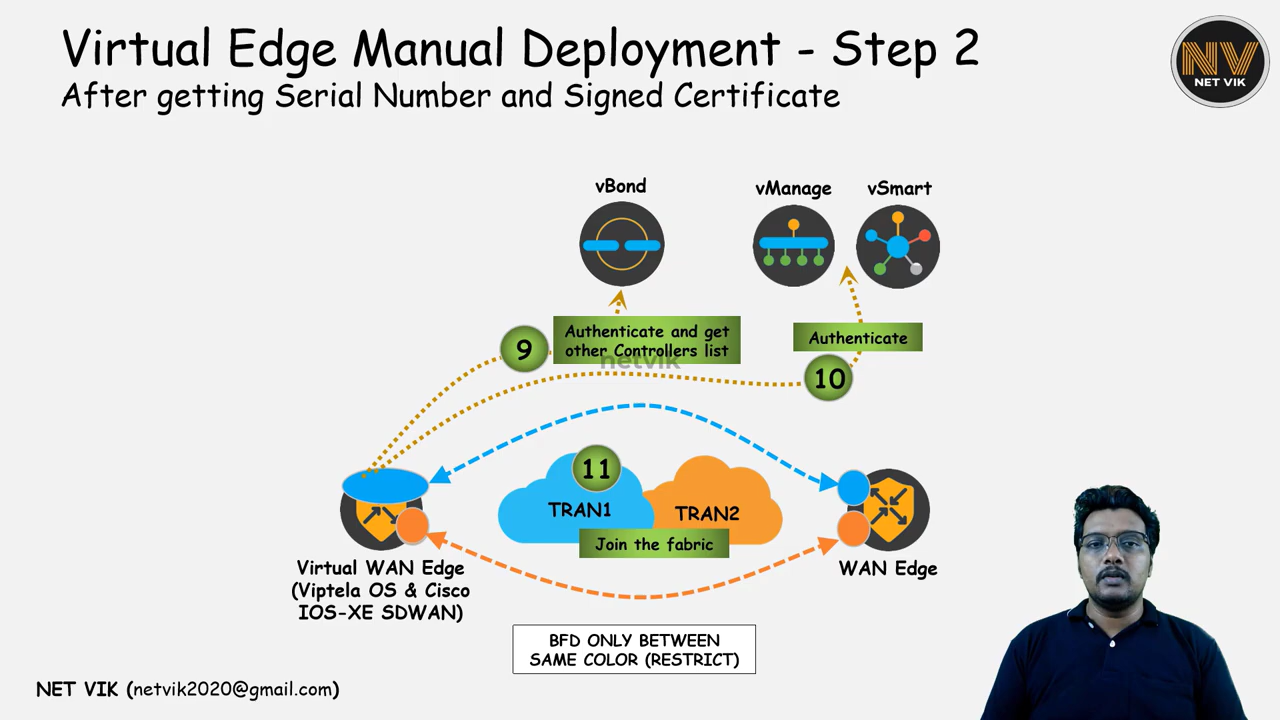 Virtual Edge Manual Deployment - Step 2
After getting Serial Number and Signed Certificate
NV
NET VIK
vBond
vManage
vSmart
9
Authenticate and get
other Controllers list
netvik
Authenticate
10
11
TRAN1
TRAN2
Join the fabric
Virtual WAN Edge
(Viptela OS & Cisco
IOS-XE SDWAN)
WAN Edge
BFD ONLY BETWEEN
SAME COLOR (RESTRICT)
NET VIK (netvik2020@gmail.com)